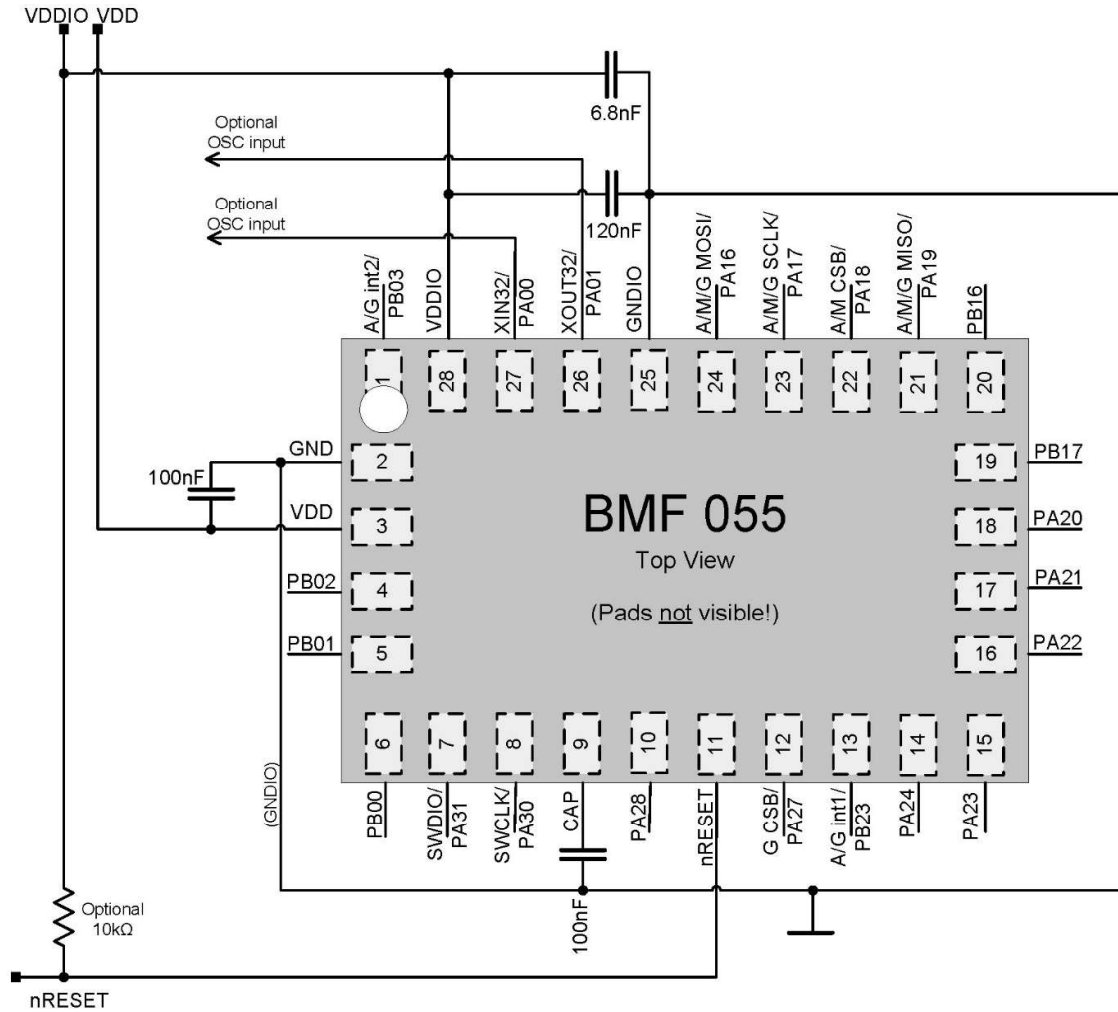 VDDIO VDD
6.8nF
Optional
OSC input
Optional
OSC input
120nF
A/G int2/
PB03
VDDIO
XIN32/
PA00
XOUT32/
PA01
GNDIO
A/M/G MOSI/
PA16
A/M/G SCLK/
PA17
A/M CSB/
PA18
A/M/G MISO/
PA19
PB16
1
28
27
26
25
24
23
22
21
20
GND
2
100nF
VDD
3
PB02
4
PB01
5
BMF 055
Top View
(Pads not visible!)
19
PB17
18
PA20
17
PA21
16
PA22
6
7
8
9
10
11
12
13
14
15
(GNDIO)
PB00
SWDIO/
PA31
SWCLK/
PA30
CAP
PA28
nRESET
G CSB/
PA27
A/G int1/
PB23
PA24
PA23
100nF
Optional
10kΩ
nRESET